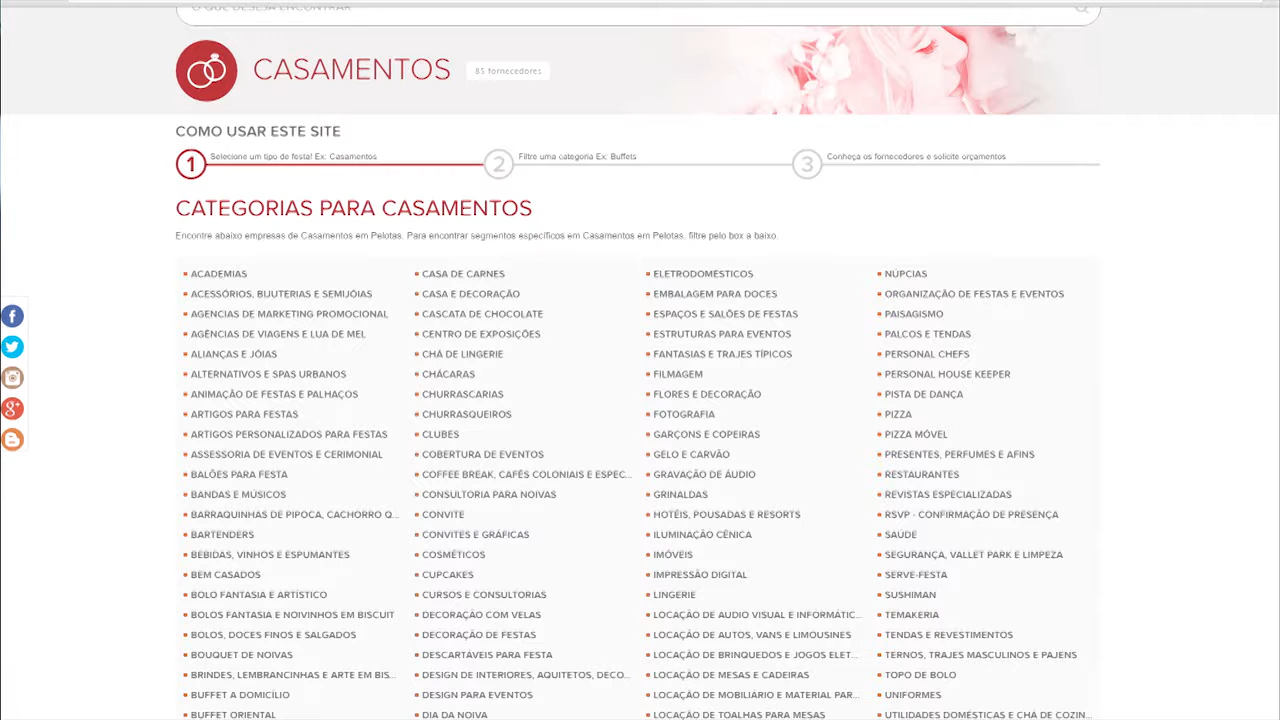 O QUE DESEJA ENCONTRAR
CASAMENTOS
85 fornecedores
COMO USAR ESTE SITE
1 Selecione um tipo de festa! Ex: Casamentos
2 Filtre uma categoria Ex: Buffets
3 Conheça os fornecedores e solicite orçamentos
CATEGORIAS PARA CASAMENTOS
Encontre abaixo empresas de Casamentos em Pelotas. Para encontrar segmentos específicos em Casamentos em Pelotas, filtre pelo box a baixo.
ACADEMIAS
ACESSÓRIOS, BIJUTERIAS E SEMIJÓIAS
AGENCIAS DE MARKETING PROMOCIONAL
AGÊNCIAS DE VIAGENS E LUA DE MEL
ALIANÇAS E JÓIAS
ALTERNATIVOS E SPAS URBANOS
ANIMAÇÃO DE FESTAS E PALHAÇOS
ARTIGOS PARA FESTAS
ARTIGOS PERSONALIZADOS PARA FESTAS
ASSESSORIA DE EVENTOS E CERIMONIAL
BALÕES PARA FESTA
BANDAS E MÚSICOS
BARRAQUINHAS DE PIPOCA, CACHORRO Q...
BARTENDERS
BEBIDAS, VINHOS E ESPUMANTES
BEM CASADOS
BOLO FANTASIA E ARTÍSTICO
BOLOS FANTASIA E NOIVINHOS EM BISCUIT
BOLOS, DOCES FINOS E SALGADOS
BOUQUET DE NOIVAS
BRINDES, LEMBRANCINHAS E ARTE EM BIS...
BUFFET A DOMICÍLIO
BUFFET ORIENTAL
CASA DE CARNES
CASA E DECORAÇÃO
CASCATA DE CHOCOLATE
CENTRO DE EXPOSIÇÕES
CHÁ DE LINGERIE
CHÁCARAS
CHURRASCARIAS
CHURRASQUEIROS
CLUBES
COBERTURA DE EVENTOS
COFFEE BREAK, CAFÉS COLONIAIS E ESPEC...
CONSULTORIA PARA NOIVAS
CONVITE
CONVITES E GRÁFICAS
COSMÉTICOS
CUPCAKES
CURSOS E CONSULTORIAS
DECORAÇÃO COM VELAS
DECORAÇÃO DE FESTAS
DESCARTÁVEIS PARA FESTA
DESIGN DE INTERIORES, AQUITETOS, DECO...
DESIGN PARA EVENTOS
DIA DA NOIVA
ELETRODOMESTICOS
EMBALAGEM PARA DOCES
ESPAÇOS E SALÕES DE FESTAS
ESTRUTURAS PARA EVENTOS
FANTASIAS E TRAJES TÍPICOS
FILMAGEM
FLORES E DECORAÇÃO
FOTOGRAFIA
GARÇONS E COPEIRAS
GELO E CARVÃO
GRAVAÇÃO DE ÁUDIO
GRINALDAS
HOTÉIS, POUSADAS E RESORTS
ILUMINAÇÃO CÊNICA
IMÓVEIS
IMPRESSÃO DIGITAL
LINGERIE
LOCAÇÃO DE AUDIO VISUAL E INFORMÁTIC...
LOCAÇÃO DE AUTOS, VANS E LIMOUSINES
LOCAÇÃO DE BRINQUEDOS E JOGOS ELET...
LOCAÇÃO DE MESAS E CADEIRAS
LOCAÇÃO DE MOBILIÁRIO E MATERIAL PAR...
LOCAÇÃO DE TOALHAS PARA MESAS
NÚPCIAS
ORGANIZAÇÃO DE FESTAS E EVENTOS
PAISAGISMO
PALCOS E TENDAS
PERSONAL CHEFS
PERSONAL HOUSE KEEPER
PISTA DE DANÇA
PIZZA
PIZZA MÓVEL
PRESENTES, PERFUMES E AFINS
RESTAURANTES
REVISTAS ESPECIALIZADAS
RSVP - CONFIRMAÇÃO DE PRESENÇA
SAÚDE
SEGURANÇA, VALLET PARK E LIMPEZA
SERVE-FESTA
SUSHIMAN
TEMAKERIA
TENDAS E REVESTIMENTOS
TERNOS, TRAJES MASCULINOS E PAJENS
TOPO DE BOLO
UNIFORMES
UTILIDADES DOMÉSTICAS E CHÁ DE COZIN...